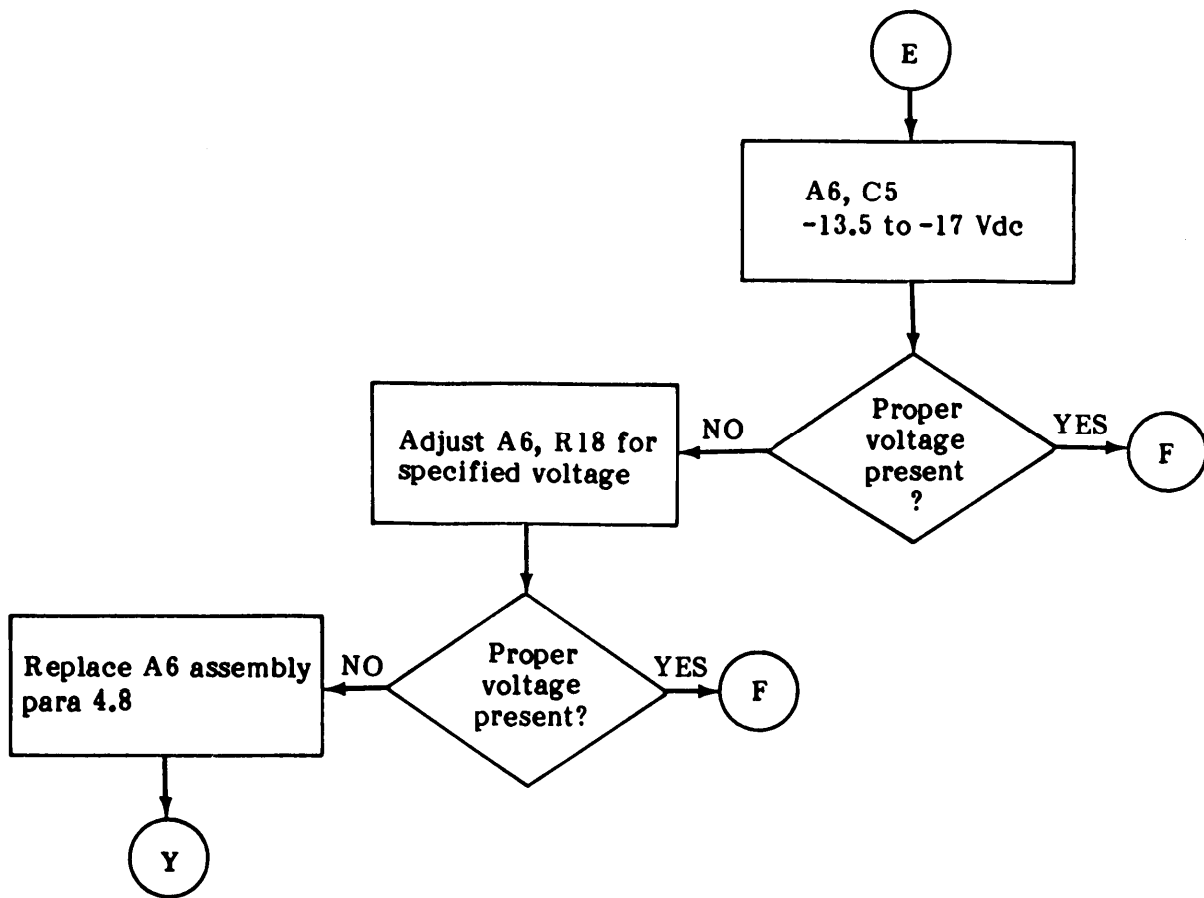 E
A6, C5
-13.5 to -17 Vdc
Proper
voltage
present
?
NO
YES
F
Adjust A6, R18 for
specified voltage
Proper
voltage
present?
NO
YES
F
Replace A6 assembly
para 4.8
Y